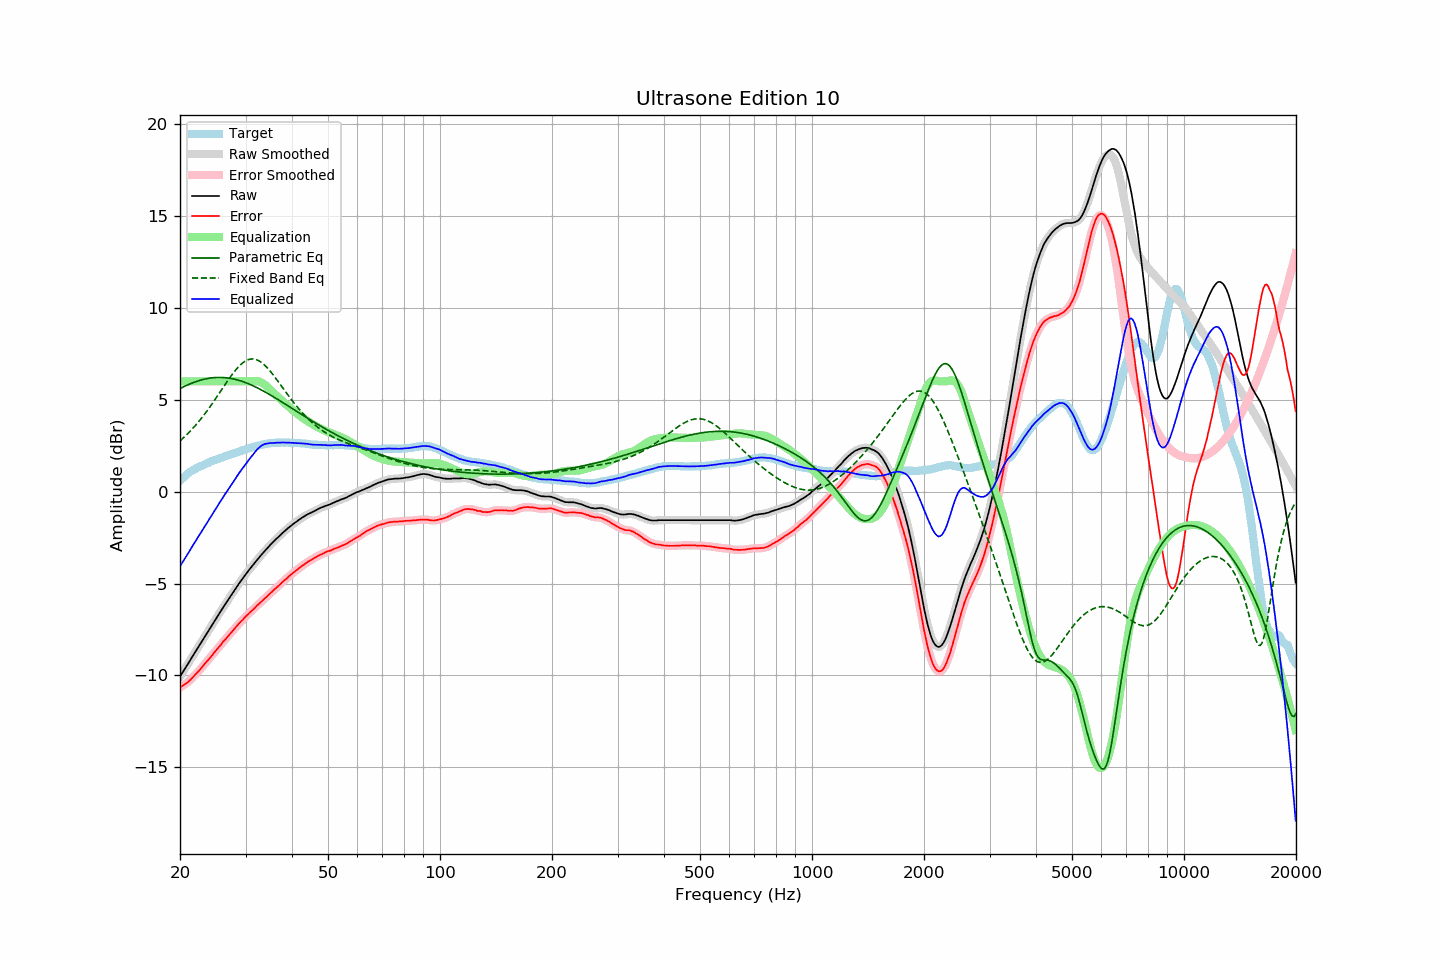 Ultrasone Edition 10
20
15
10
5
0
−5
−10
−15
Amplitude (dBr)
Target
Raw Smoothed
Error Smoothed
Raw
Error
Equalization
Parametric Eq
Fixed Band Eq
Equalized
20 50 100 200 500 1000 2000 5000 10000 20000
Frequency (Hz)